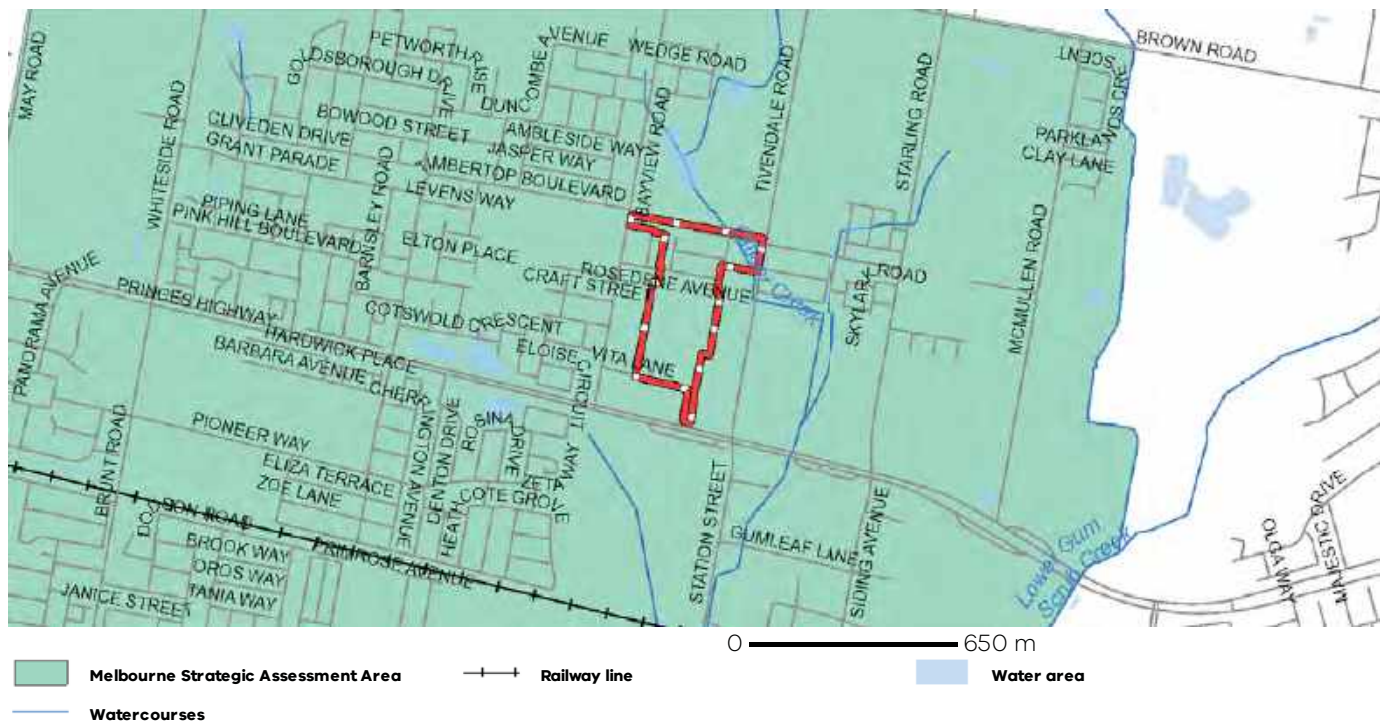 MAY ROAD
WHITESIDE ROAD
PETWORTH RISE
GOLDSBOROUGH DRIVE
AVENUE
WEDGE ROAD
BROWN ROAD
BOWOOD STREET
AMBLESIDE WAY
JASPER WAY
CLIVEDEN DRIVE
GRANT PARADE
AMBERTOP BOULEVARD
LEVENS WAY
BAYVIEW ROAD
TIVENDALE ROAD
STARLING ROAD
CLAY LANE
PIPING LANE
PINK HILL BOULEVARD
BARNSLEY ROAD
ELTON PLACE
ROSEDENE AVENUE
CRAFT STREE
ROAD
SKYLARK
MCMULLEN ROAD
PANORAMA AVENUE
PRINCES HIGHWAY
COTSWOLD CRESCENT
HARDWICK PLACE
BARBARA AVENUE
ELOISE
VITA LANE
CIRCUIT
WAY
PIONEER WAY
BRUNT ROAD
ELIZA TERRACE
ZOE LANE
DENTON DRIVE
ROSINA DRIVE
ZETA
COTE GROVE
HEATH
BROOK WAY
OROS WAY
TANIA WAY
JANICE STREET
PRIMROSE AVENUE
STATION STREET
GUMLEAF LANE
SIDING AVENUE
Lower Gum
Scrub Creek
OLGA WAY
MAJESTIC DRIVE
0 650 m
Melbourne Strategic Assessment Area
Railway line
Water area
Watercourses